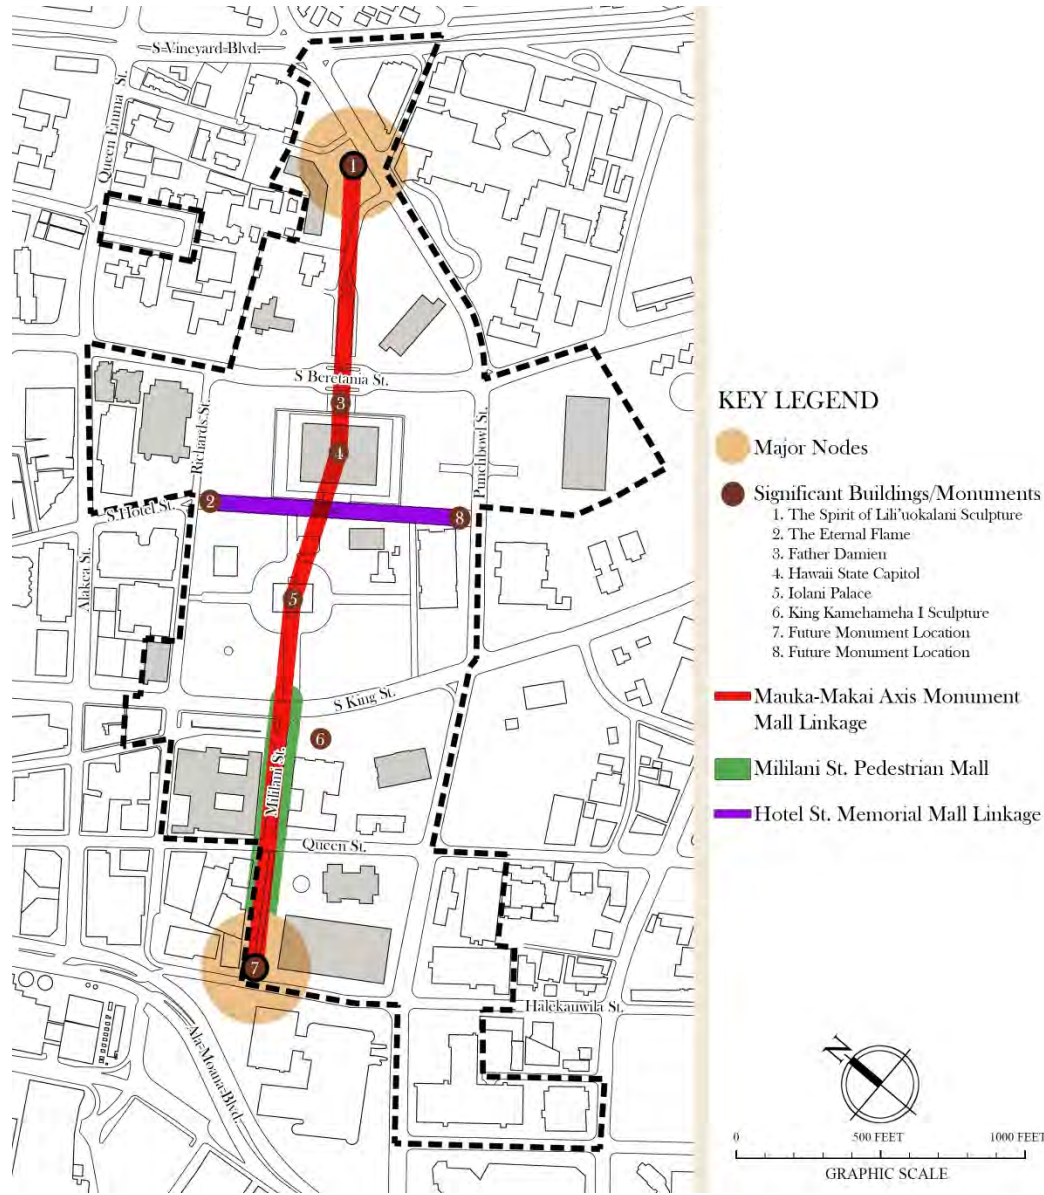 S Vineyard Blvd.
Queen Emma St.
1
S Beretania St.
3
Richards St.
4
Punchbowl St.
2
S Hotel St.
8
Alakea St.
5
S King St.
6
Mililani St.
Queen St.
7
Halekauwila St.
Ala Moana Blvd.
KEY LEGEND
Major Nodes
Significant Buildings/Monuments
1. The Spirit of Lili'uokalani Sculpture
2. The Eternal Flame
3. Father Damien
4. Hawaii State Capitol
5. Iolani Palace
6. King Kamehameha I Sculpture
7. Future Monument Location
8. Future Monument Location
Mauka-Makai Axis Monument
Mall Linkage
Mililani St. Pedestrian Mall
Hotel St. Memorial Mall Linkage
N
0 500 FEET 1000 FEET
GRAPHIC SCALE